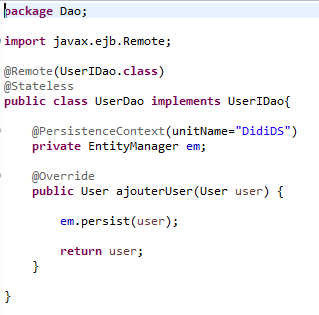 package Dao;
import javax.ejb.Remote;
@Remote(UserIDao.class)
@Stateless
public class UserDao implements UserIDao{
@PersistenceContext(unitName="DidiDS")
private EntityManager em;
@Override
public User ajouterUser(User user) {
em.persist(user);
return user;
}
}